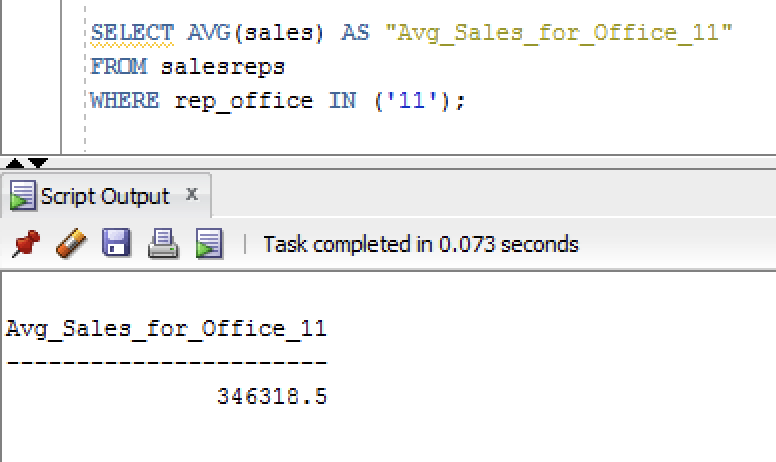 SELECT AVG(sales) AS "Avg_Sales_for_Office_11"
FROM salesreps
WHERE rep_office IN ('11');
Script Output x
Task completed in 0.073 seconds
Avg_Sales_for_Office_11
-----------------------
346318.5